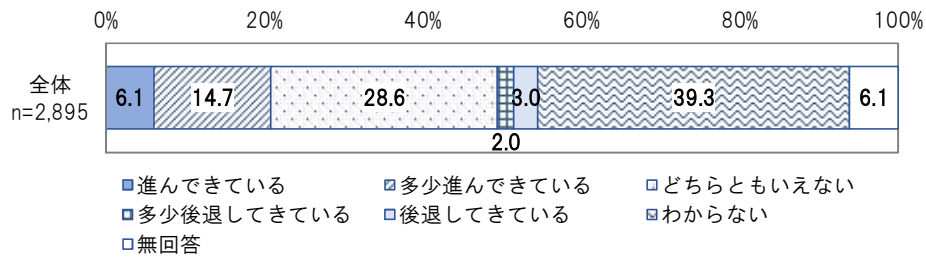 0% 20% 40% 60% 80% 100%
全体
n=2,895
6.1 14.7 28.6 3.0 39.3 6.1
2.0
進んできている 多少進んできている どちらともいえない
多少後退してきている 後退してきている わからない
無回答